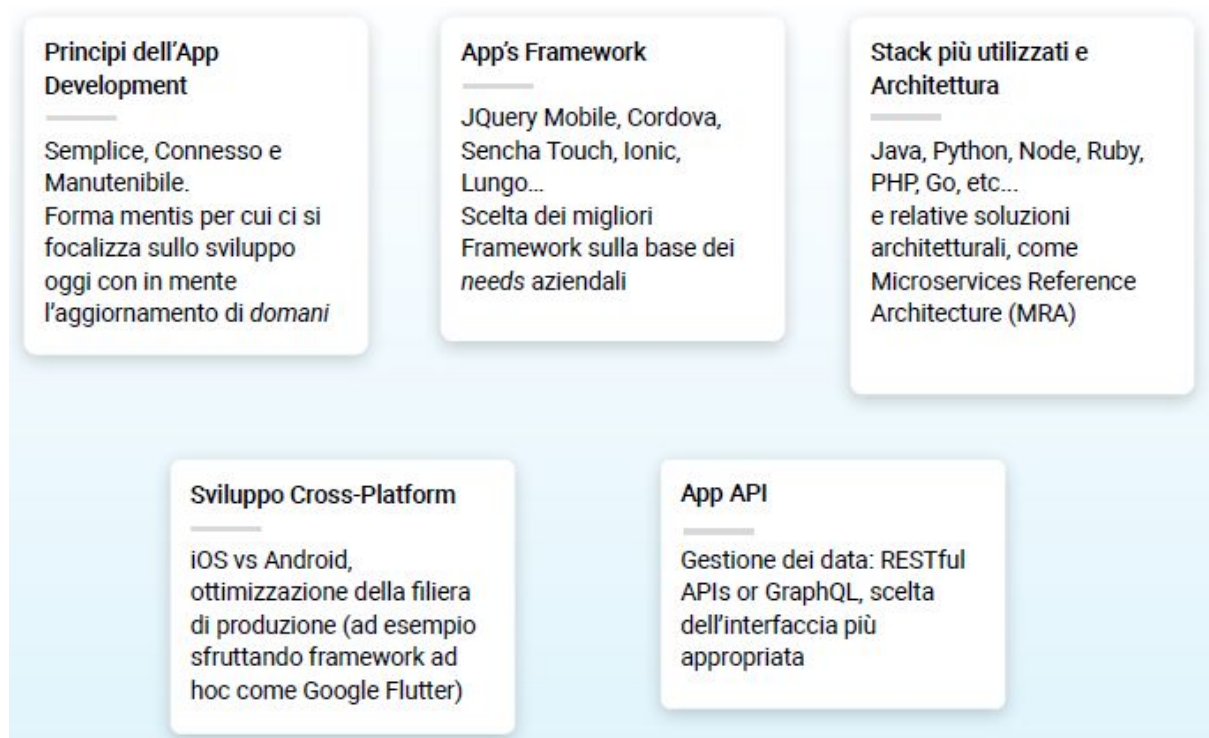 Principi dell'App
Development
Semplice, Connesso e
Manutenibile.
Forma mentis per cui ci si
focalizza sullo sviluppo
oggi con in mente
l'aggiornamento di domani
App's Framework
JQuery Mobile, Cordova,
Sencha Touch, Ionic,
Lungo...
Scelta dei migliori
Framework sulla base dei
needs aziendali
Stack più utilizzati e
Architettura
Java, Python, Node, Ruby,
PHP, Go, etc...
e relative soluzioni
architetturali, come
Microservices Reference
Architecture (MRA)
Sviluppo Cross-Platform
iOS vs Android,
ottimizzazione della filiera
di produzione (ad esempio
sfruttando framework ad
hoc come Google Flutter)
App API
Gestione dei data: RESTful
APIs or GraphQL, scelta
dell'interfaccia più
appropriata